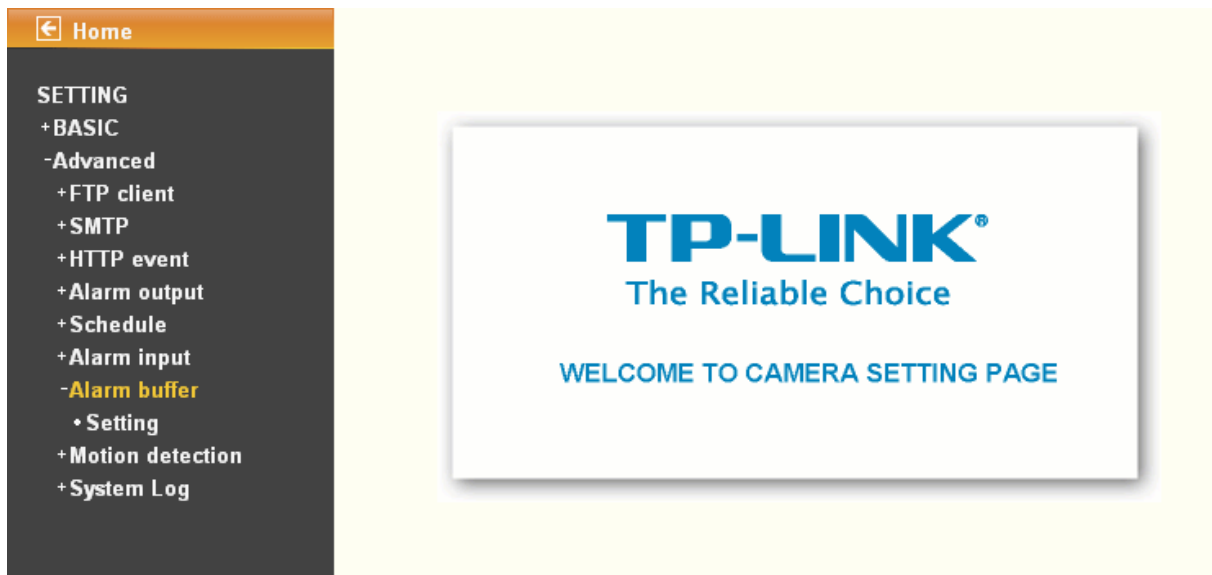 Home
SETTING
+BASIC
-Advanced
+FTP client
+SMTP
+HTTP event
+Alarm output
+Schedule
+Alarm input
-Alarm buffer
• Setting
+Motion detection
+System Log
TP-LINK®
The Reliable Choice
WELCOME TO CAMERA SETTING PAGE